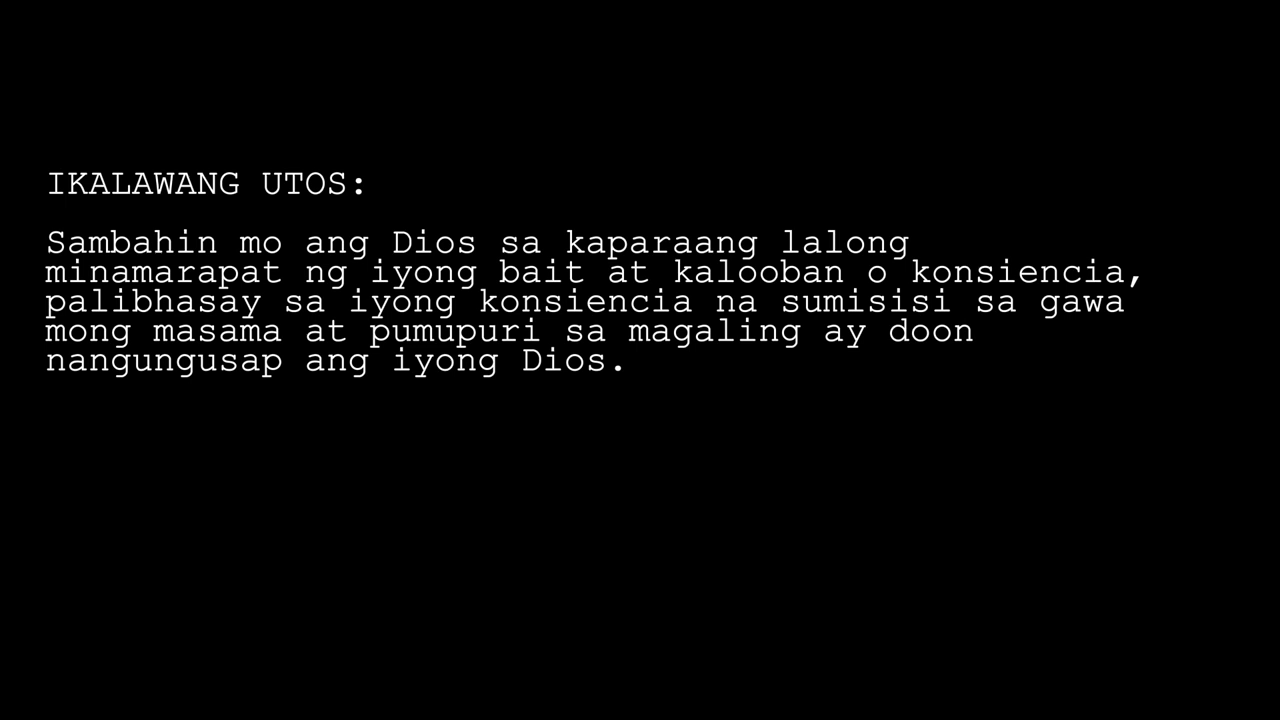 IKALAWANG UTOS:
Sambahin mo ang Dios sa kaparaang lalong
minamarapat ng iyong bait at kalooban o konsiencia,
palibhasay sa iyong konsiencia na sumisisi sa gawa
mong masama at pumupuri sa magaling ay doon
nangungusap ang iyong Dios.